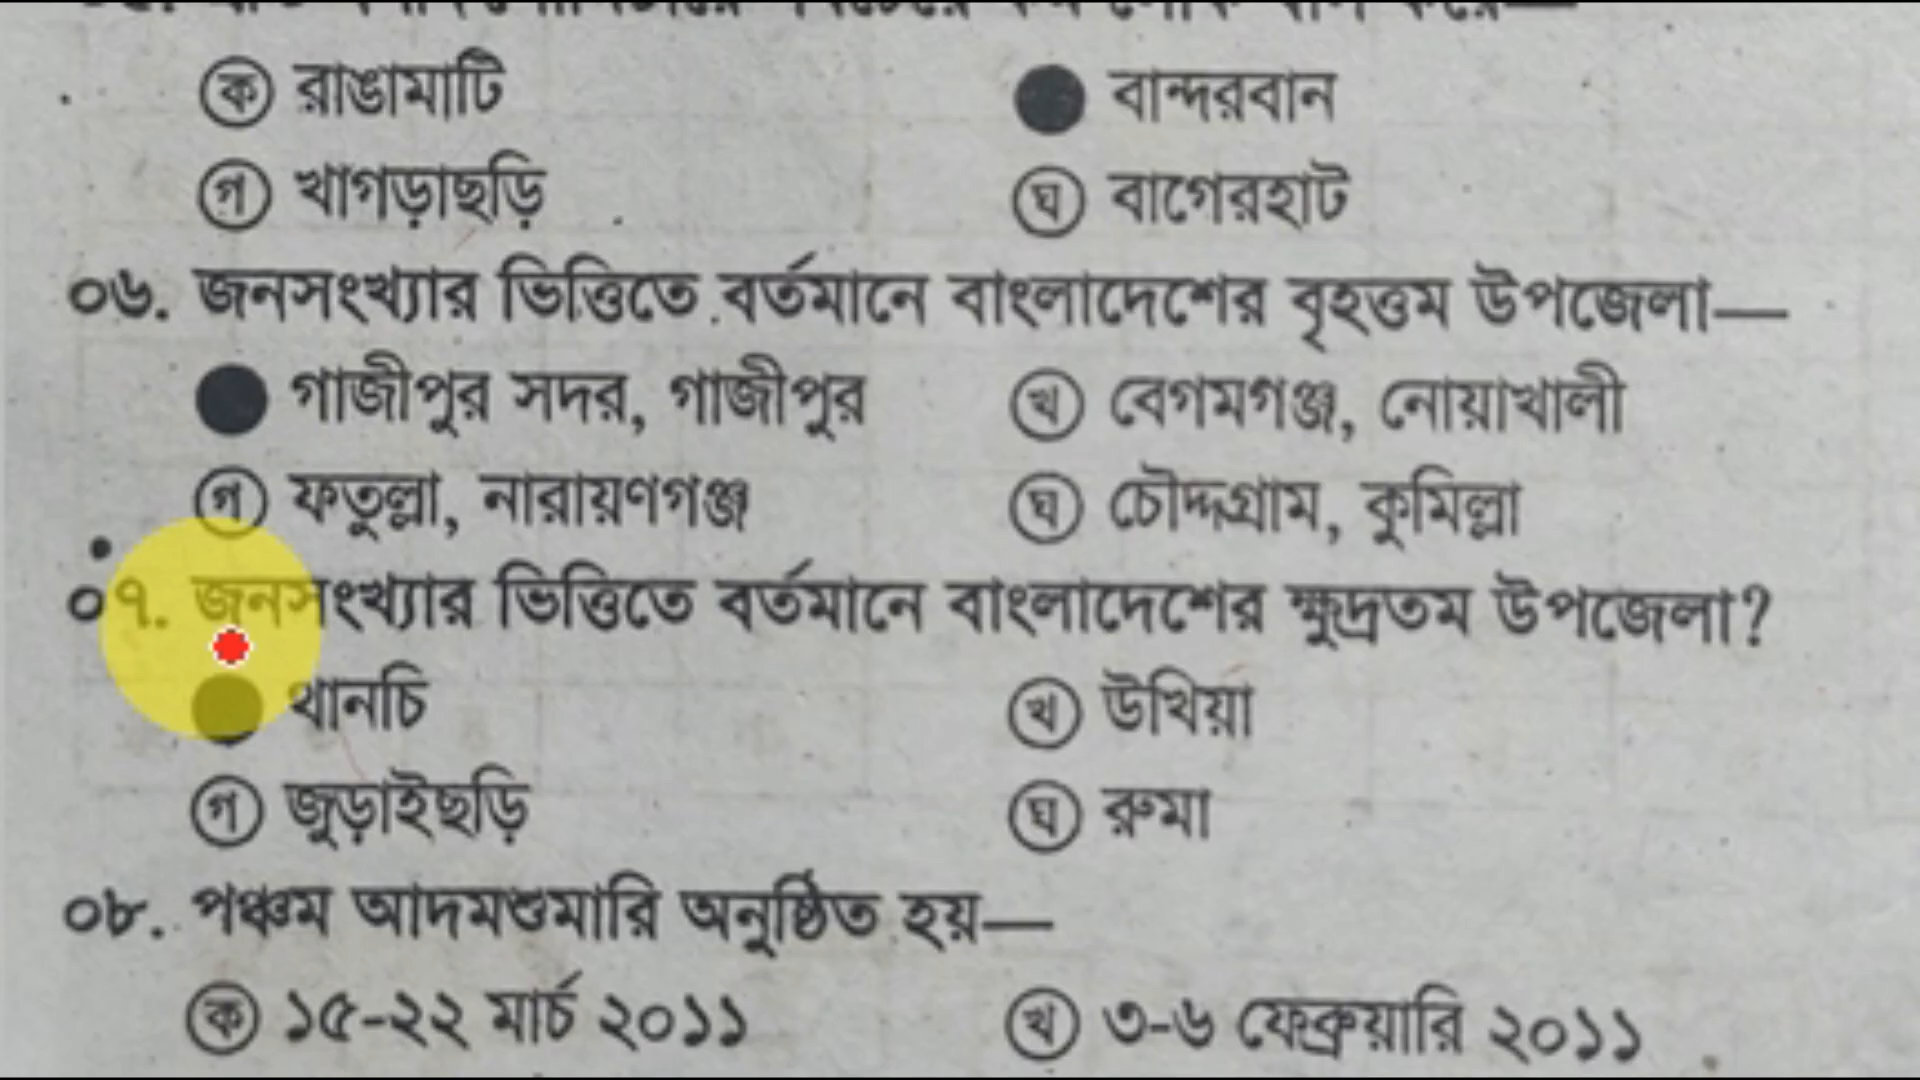 ক রাঙামাটি বান্দরবান
গ খাগড়াছড়ি ঘ বাগেরহাট
০৬. জনসংখ্যার ভিত্তিতে বর্তমানে বাংলাদেশের বৃহত্তম উপজেলা—
গাজীপুর সদর, গাজীপুর খ বেগমগঞ্জ, নোয়াখালী
গ ফতুল্লা, নারায়ণগঞ্জ ঘ চৌদ্দগ্রাম, কুমিল্লা
০৭. জনসংখ্যার ভিত্তিতে বর্তমানে বাংলাদেশের ক্ষুদ্রতম উপজেলা?
থানচি খ উখিয়া
গ জুড়াইছড়ি ঘ রুমা
০৮. পঞ্চম আদমশুমারি অনুষ্ঠিত হয়—
ক ১৫-২২ মার্চ ২০১১ খ ৩-৬ ফেব্রুয়ারি ২০১১